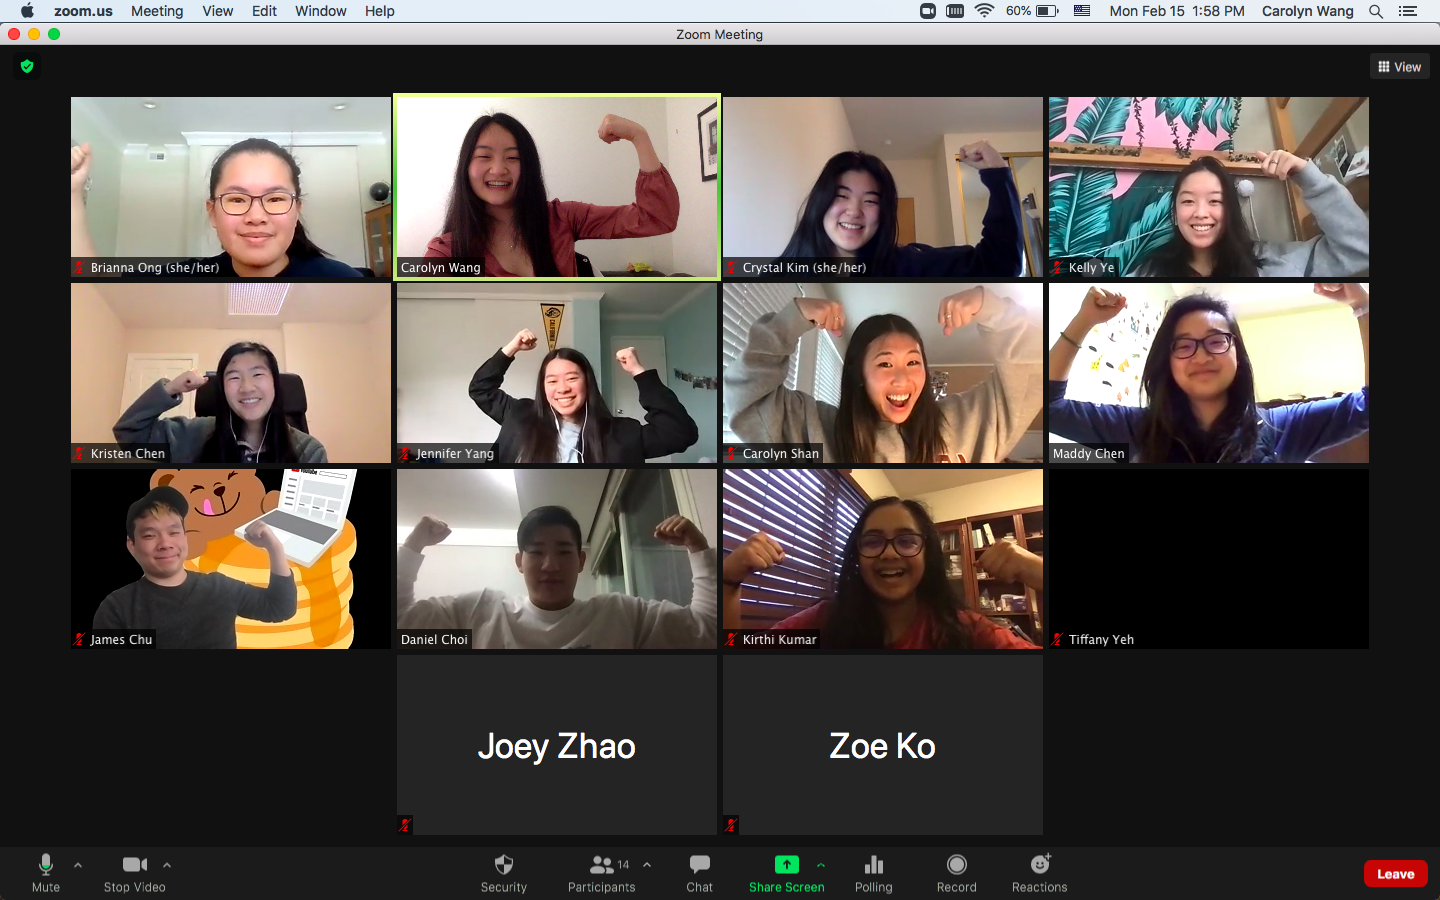 zoom.us Meeting View Edit Window Help 60% Mon Feb 15 1:58 PM Carolyn Wang
Zoom Meeting
View
Brianna Ong (she/her)
Carolyn Wang
Crystal Kim (she/her)
Kelly Ye
CALIFORNIA
Kristen Chen
Jennifer Yang
Carolyn Shan
Maddy Chen
YouTube
James Chu
Daniel Choi
Kirthi Kumar
Tiffany Yeh
Joey Zhao
Zoe Ko
Mute
Stop Video
Security
Participants 14
Chat
Share Screen
Polling
Record
Reactions
Leave